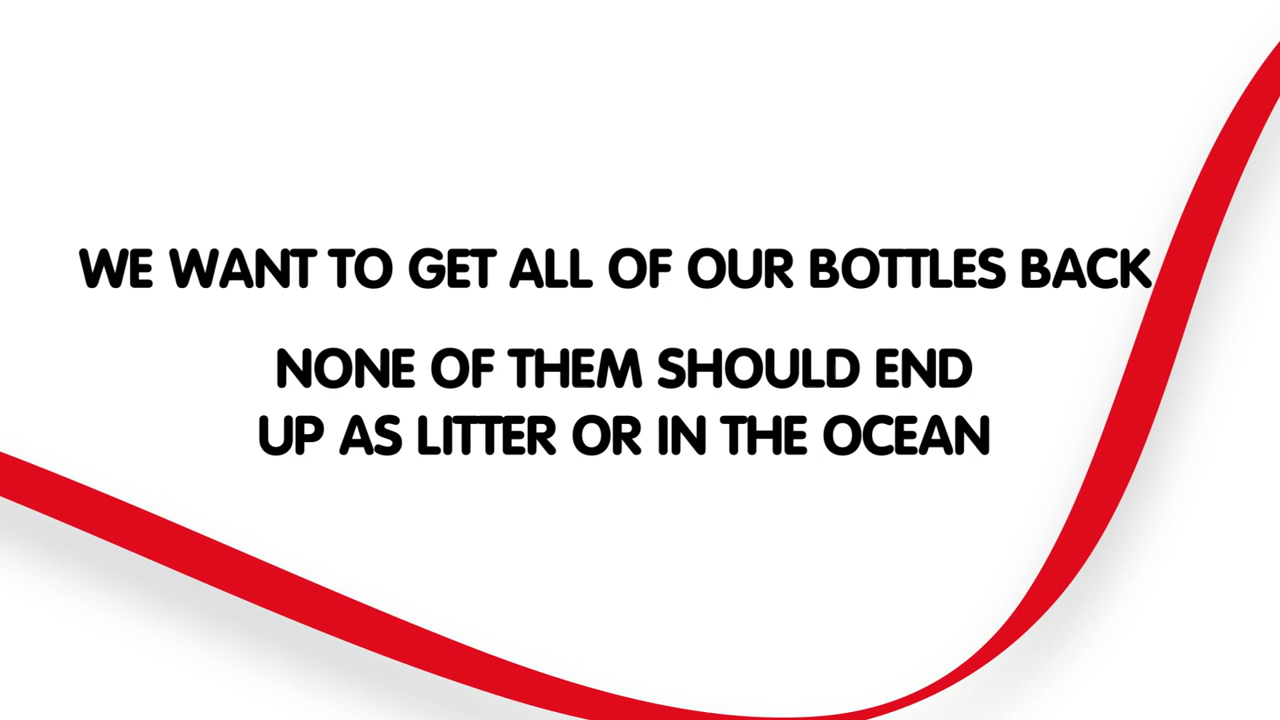 WE WANT TO GET ALL OF OUR BOTTLES BACK
NONE OF THEM SHOULD END
UP AS LITTER OR IN THE OCEAN